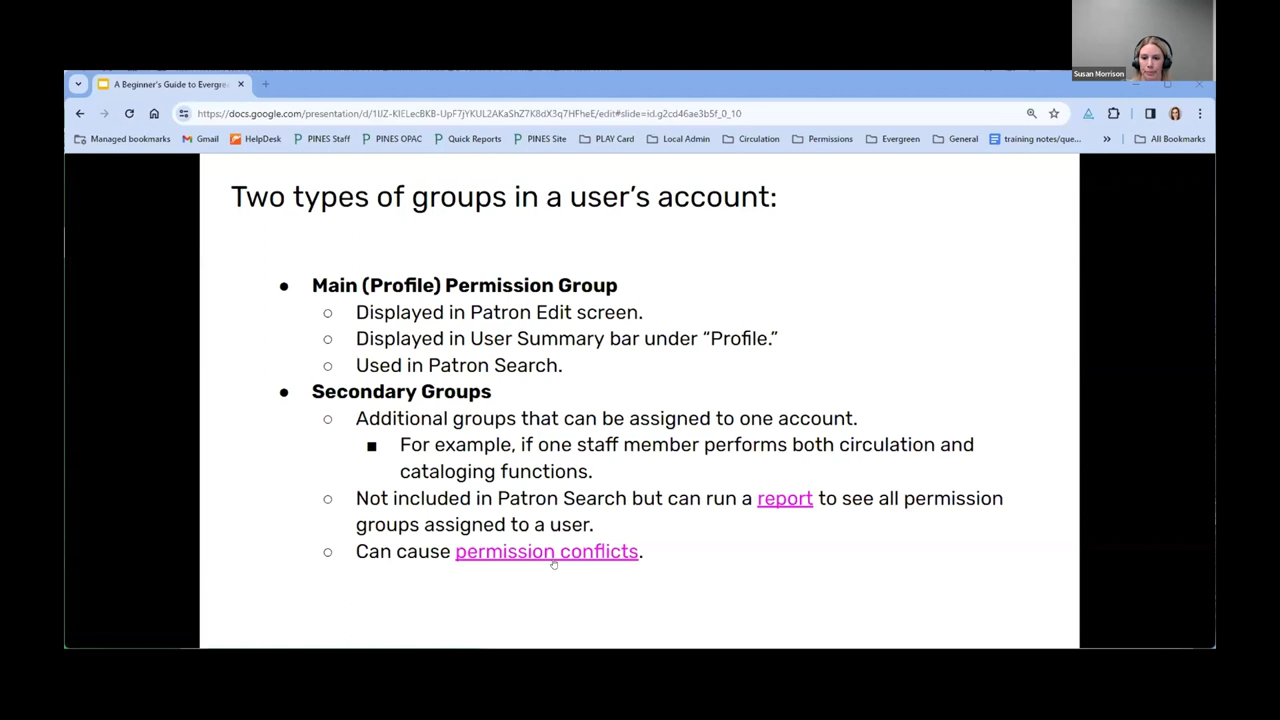 Susan Morrison
A Beginner's Guide to Evergre
https://docs.google.com/presentation/d/1IJZ-KIELecBKB-UpF7jYKUL2AKaShZ7K8dX3q7HFheE/edit#slide=id.g2cd46ae3b5f_0_10
Managed bookmarks Gmail HelpDesk PINES Staff PINES OPAC Quick Reports PINES Site PLAY Card Local Admin Circulation Permissions Evergreen General training notes/que... All Bookmarks
Two types of groups in a user's account:
● Main (Profile) Permission Group
○ Displayed in Patron Edit screen.
○ Displayed in User Summary bar under “Profile.”
○ Used in Patron Search.
● Secondary Groups
○ Additional groups that can be assigned to one account.
■ For example, if one staff member performs both circulation and
cataloging functions.
○ Not included in Patron Search but can run a report to see all permission
groups assigned to a user.
○ Can cause permission conflicts.